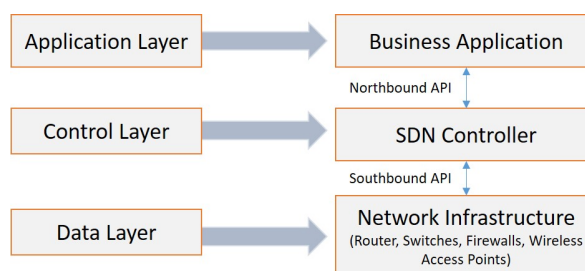 Application Layer
Business Application
Northbound API
Control Layer
SDN Controller
Southbound API
Data Layer
Network Infrastructure
(Router, Switches, Firewalls, Wireless
Access Points)